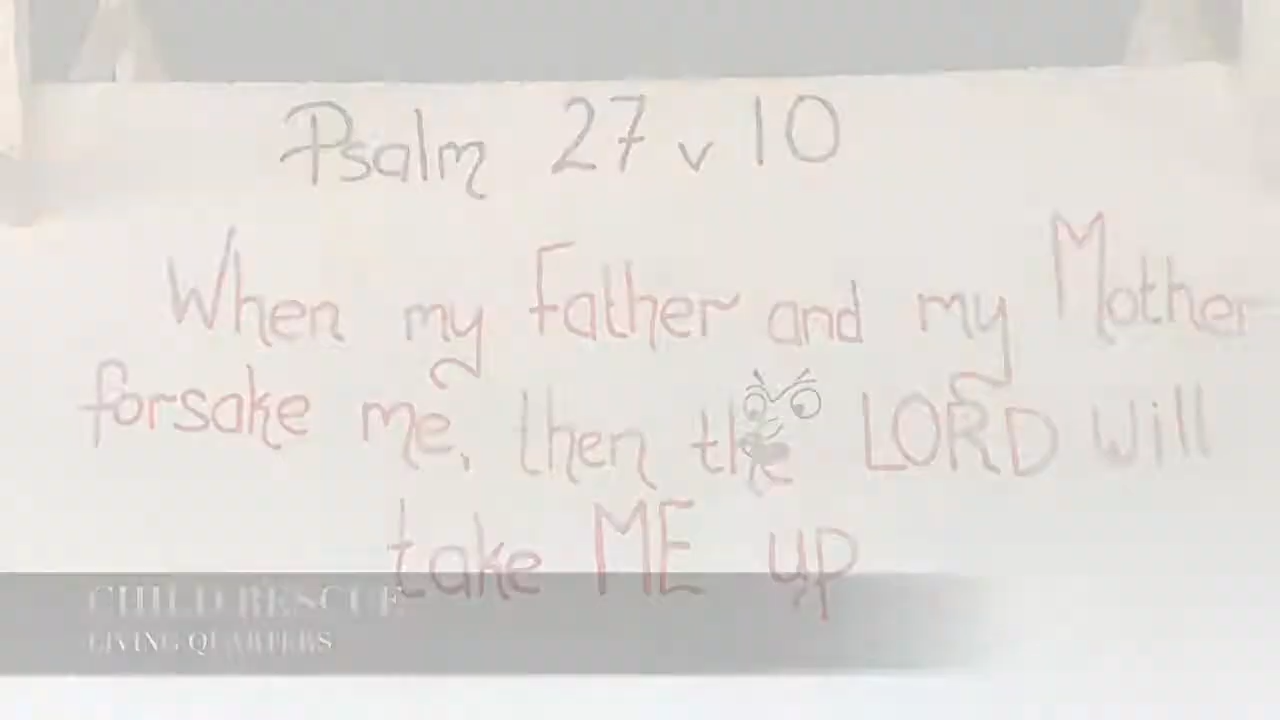 Psalm 27 v 10
When my Father and my Mother
forsake me, then the LORD will
take ME up
CHILD RESCUE
LIVING QUARTERS